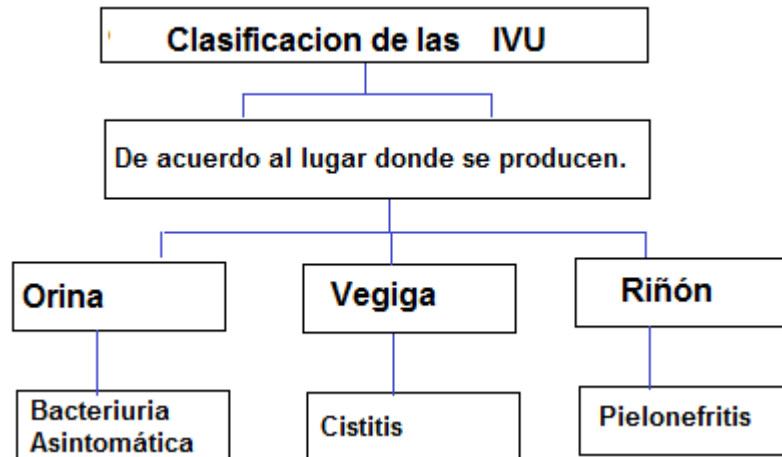 Clasificacion de las IVU
De acuerdo al lugar donde se producen.
Orina
Vegiga
Riñón
Bacteriuria
Asintomática
Cistitis
Pielonefritis